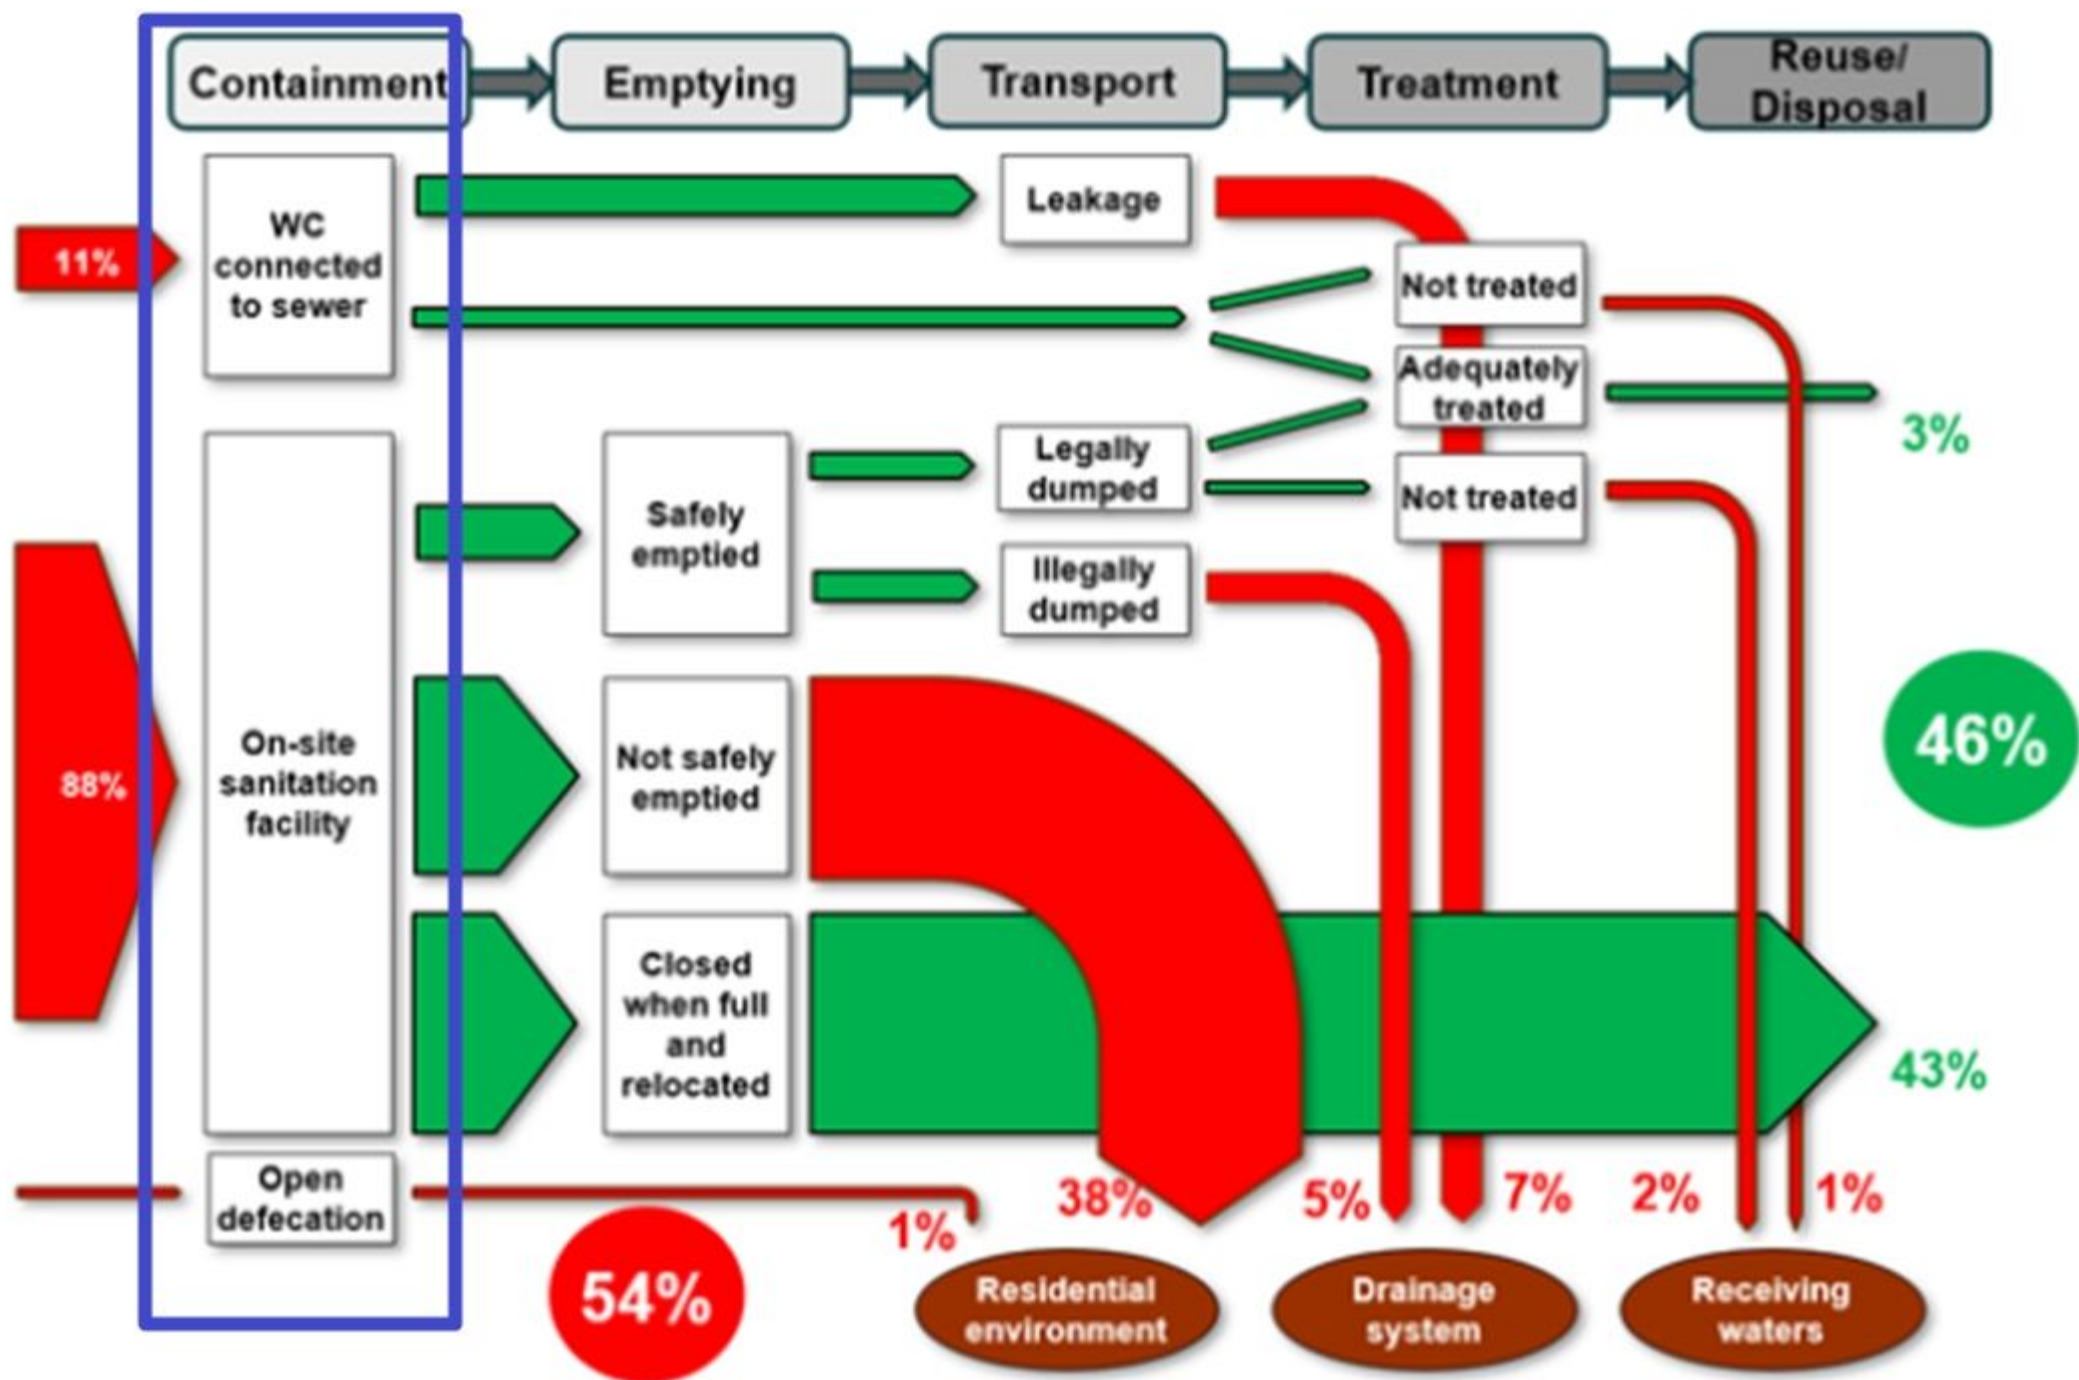 Containment
Emptying
Transport
Treatment
Reuse/
Disposal
WC
connected
to sewer
11%
Leakage
Not treated
Adequately
treated
3%
Legally
dumped
Not treated
Safely
emptied
Illegally
dumped
On-site
sanitation
facility
88%
Not safely
emptied
46%
Closed
when full
and
relocated
43%
Open
defecation
54%
1%
38%
5%
7%
2%
1%
Residential
environment
Drainage
system
Receiving
waters